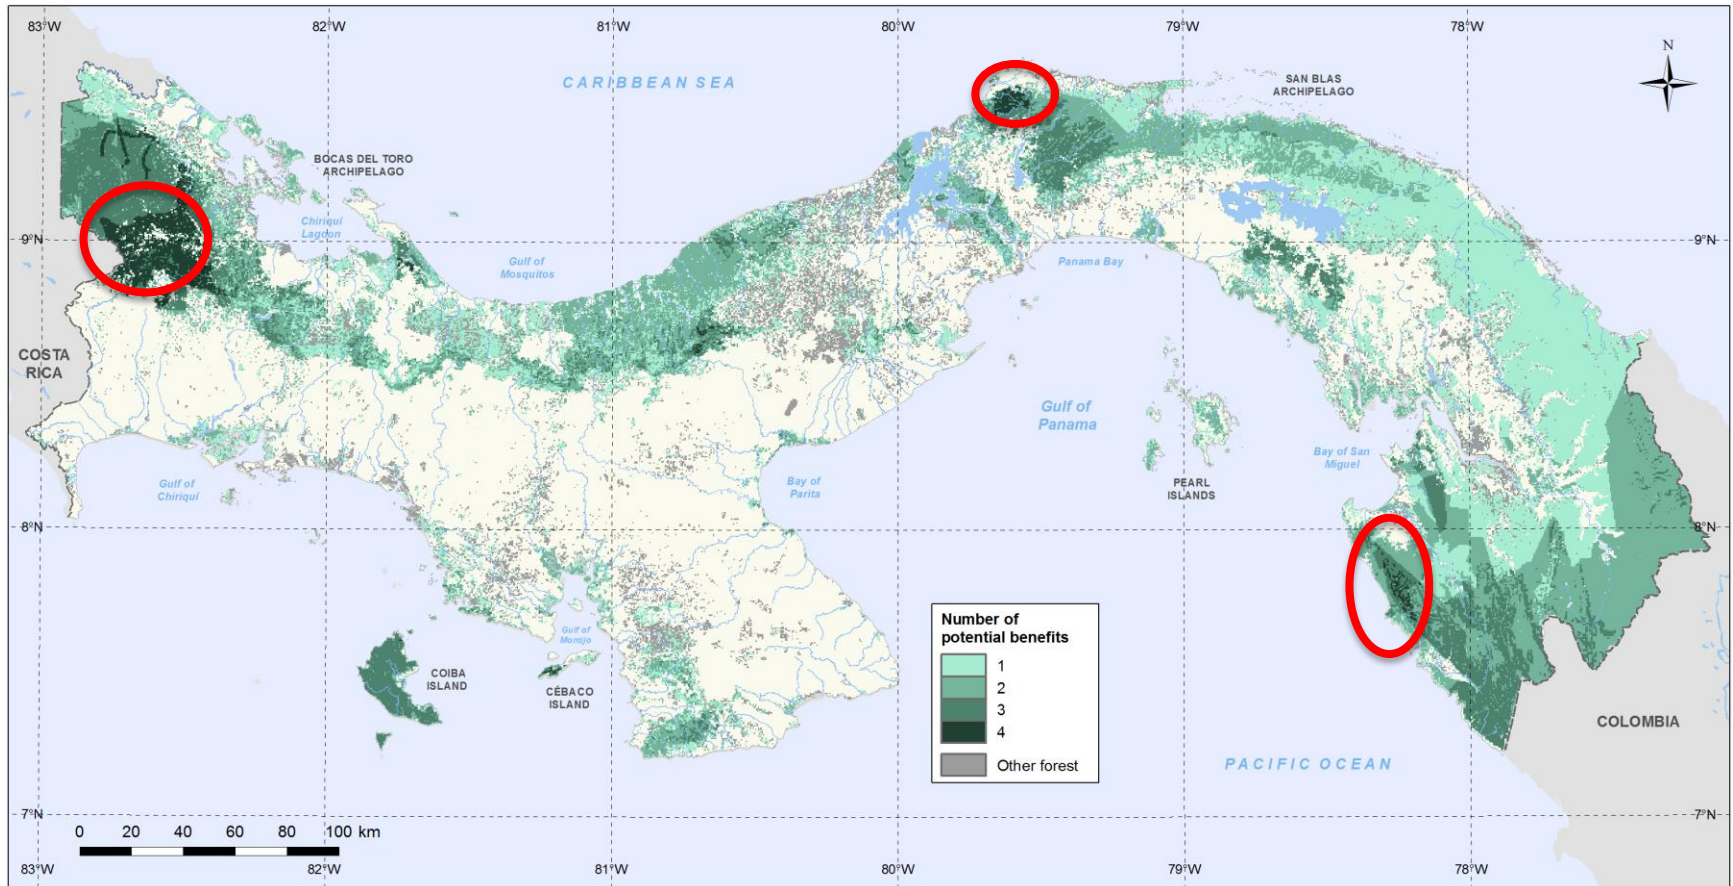 83°W
82°W
81°W
80°W
79°W
78°W
N
CARIBBEAN SEA
SAN BLAS
ARCHIPELAGO
BOCAS DEL TORO
ARCHIPELAGO
Chiriquí
Lagoon
9°N
9°N
Gulf of
Mosquitos
Panama Bay
COSTA
RICA
Gulf of
Panama
Bay of San
Miguel
Gulf of
Chiriquí
Bay of
Parita
PEARL
ISLANDS
8°N
8°N
Number of
potential benefits
1
2
3
4
Other forest
Gulf of
Montijo
COIBA
ISLAND
CÉBACO
ISLAND
COLOMBIA
PACIFIC OCEAN
7°N
7°N
0 20 40 60 80 100 km
83°W
82°W
81°W
80°W
79°W
78°W